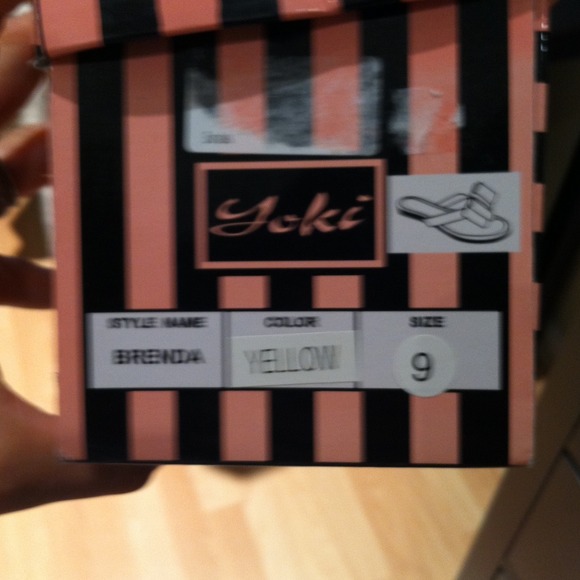 Yoki
STYLE NAME COLOR SIZE
BRENDA YELLOW 9